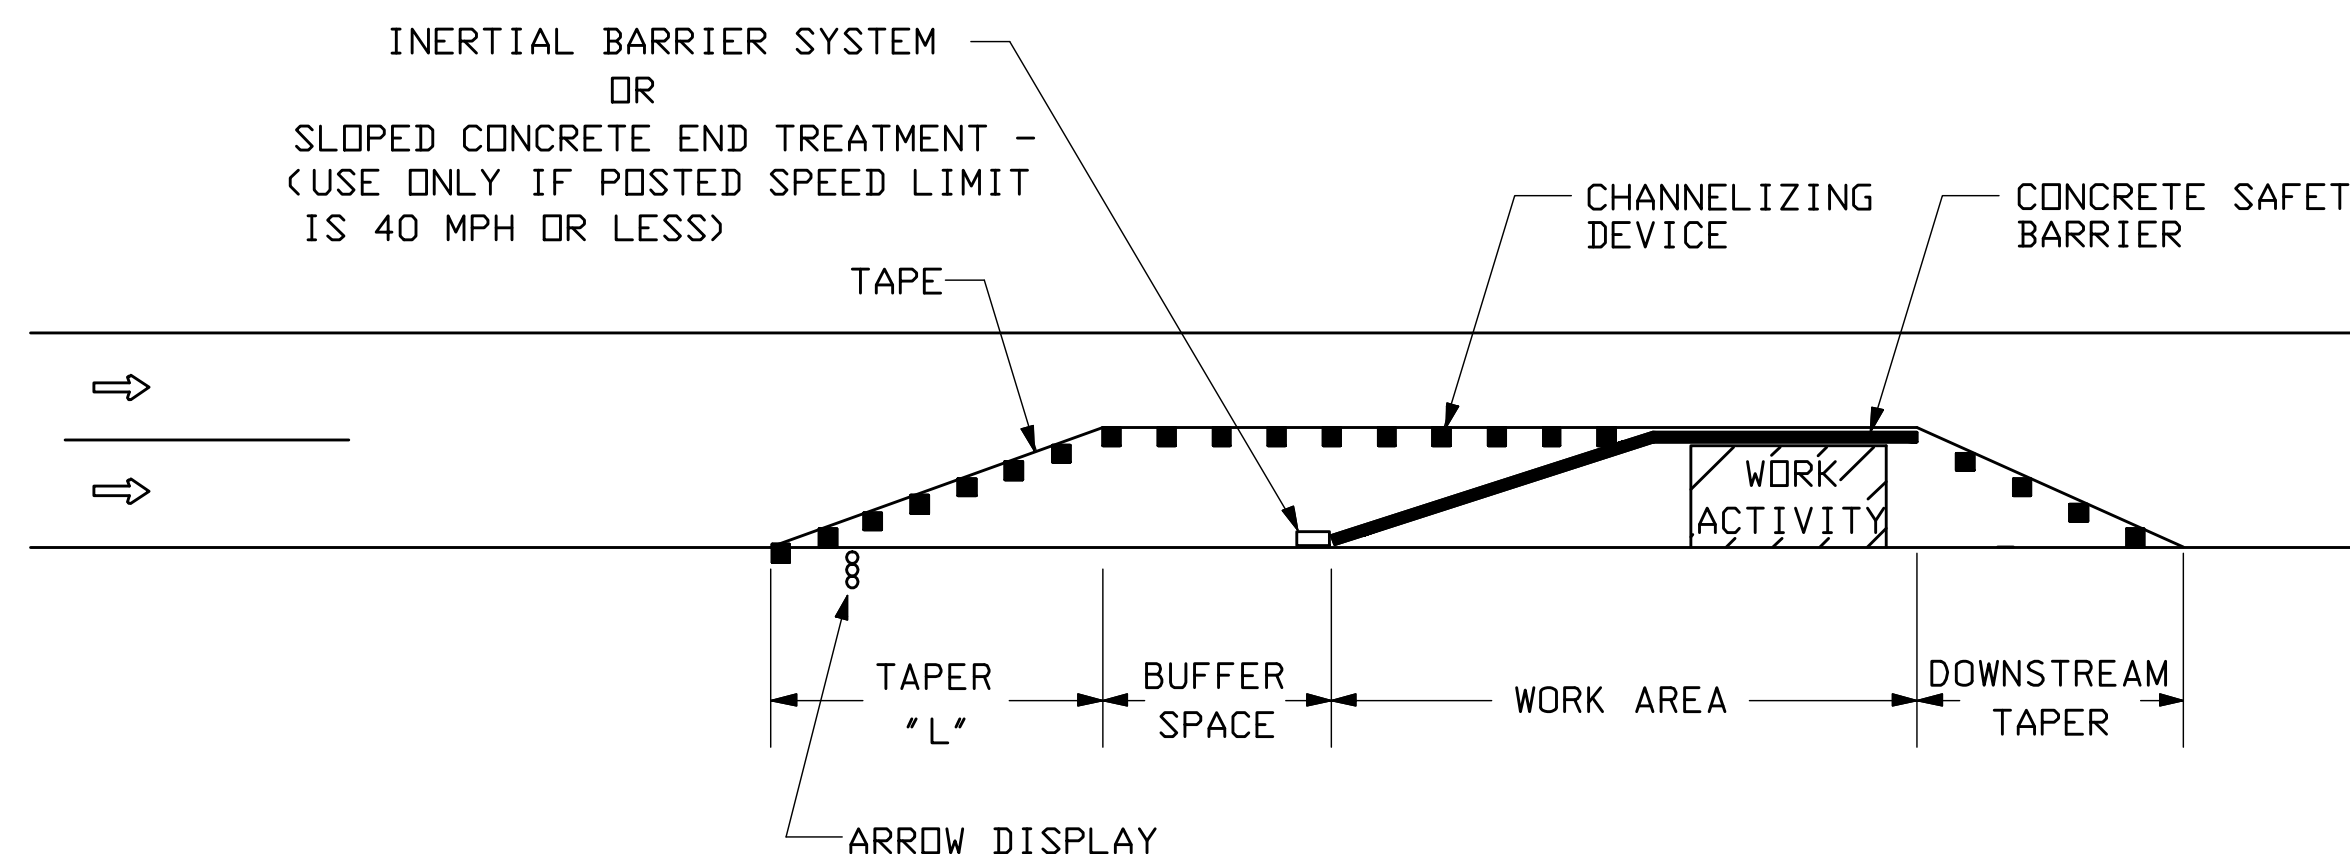 INERTIAL BARRIER SYSTEM
OR
SLOPED CONCRETE END TREATMENT -
(USE ONLY IF POSTED SPEED LIMIT
IS 40 MPH OR LESS)
CHANNELIZING
DEVICE
CONCRETE SAFET
BARRIER
TAPE
WORK
ACTIVITY
TAPER
"L"
BUFFER
SPACE
WORK AREA
DOWNSTREAM
TAPER
ARROW DISPLAY